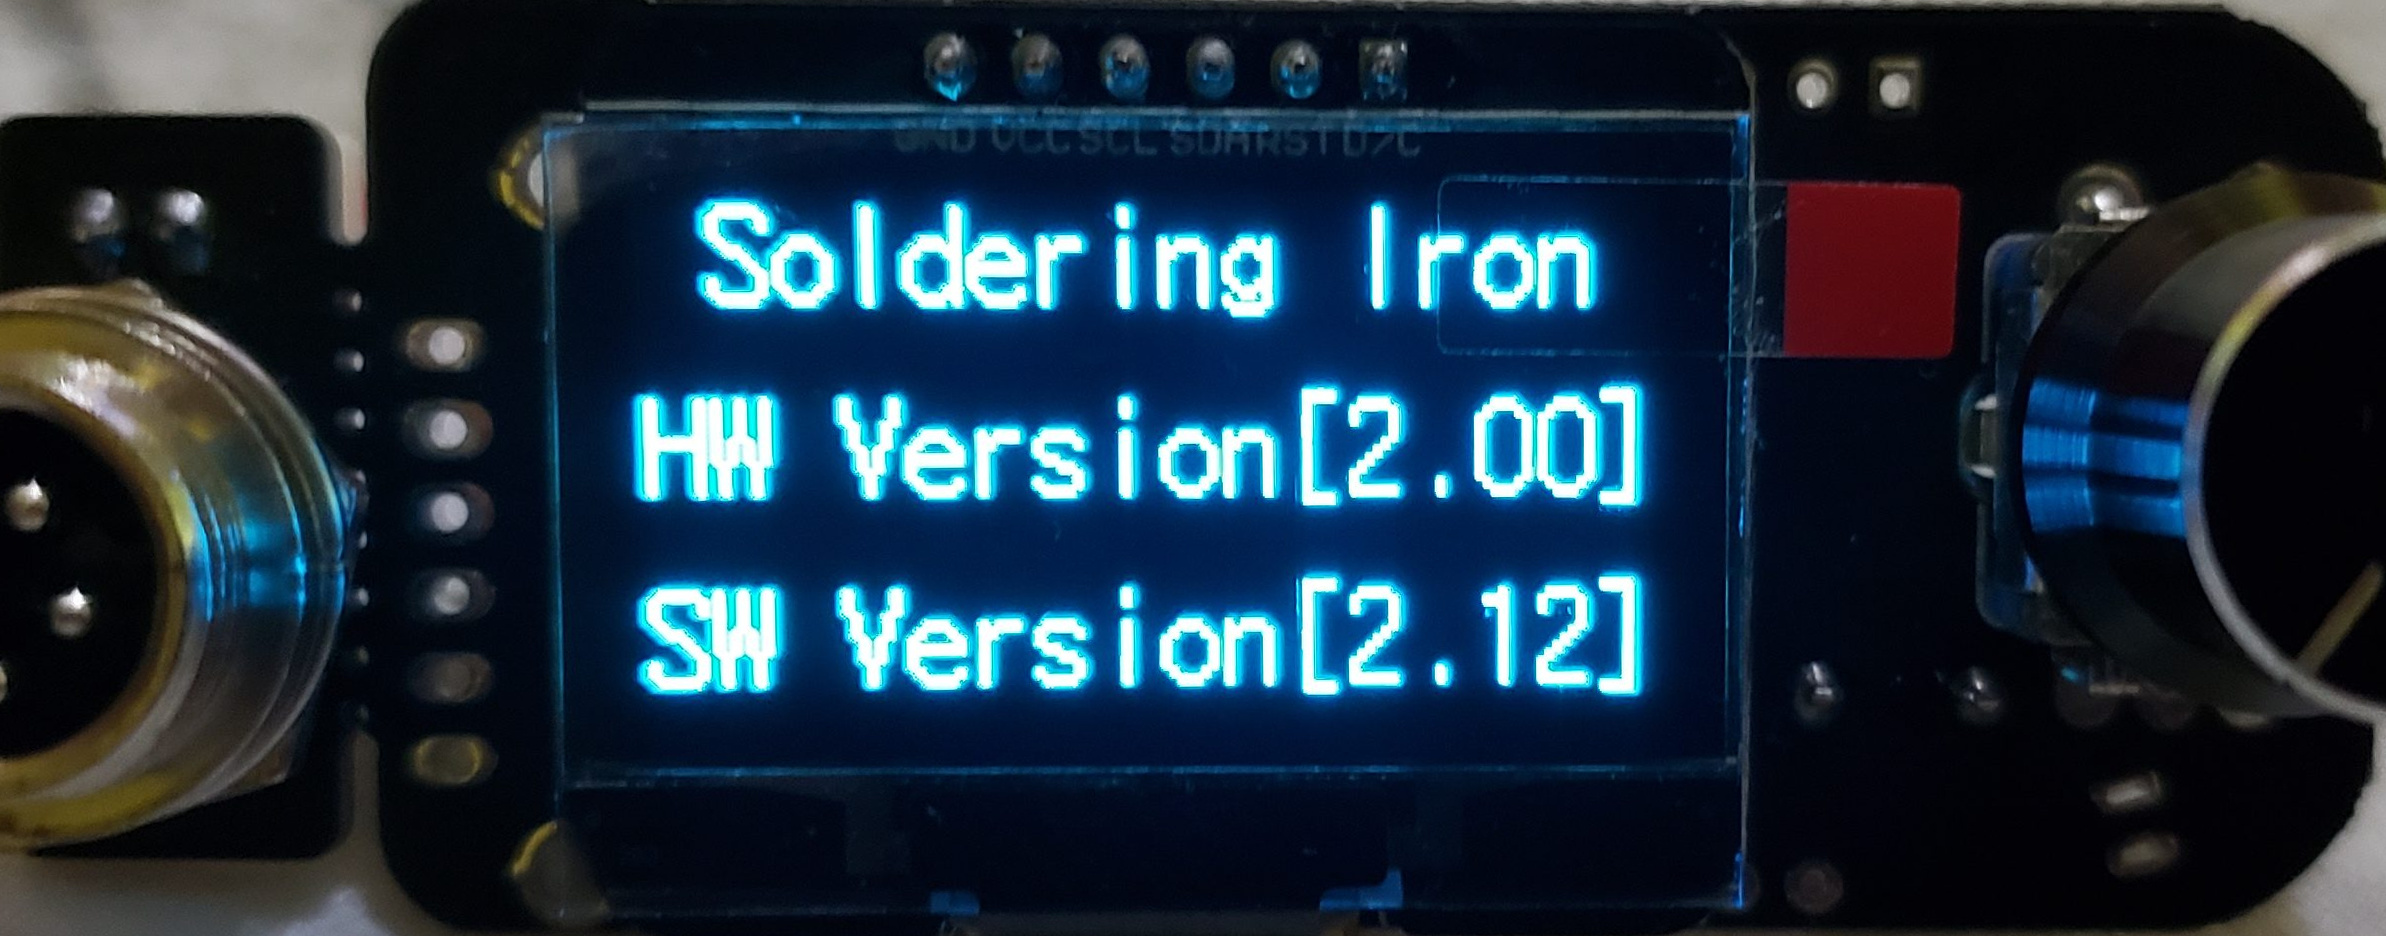 GND VCC SCL SDA RST D/C
Soldering Iron
HW Version[2.00]
SW Version[2.12]